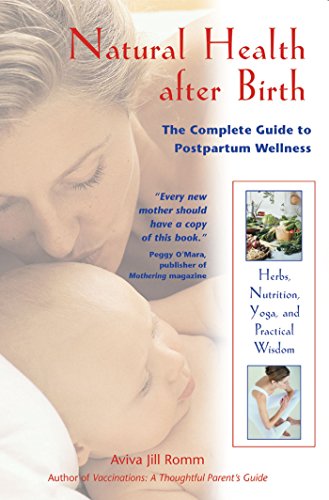 Natural Health
after Birth
The Complete Guide to
Postpartum Wellness
"Every new
mother should
have a copy
of this book."
Peggy O'Mara,
publisher of
Mothering magazine
Herbs,
Nutrition,
Yoga, and
Practical
Wisdom
Aviva Jill Romm
Author of Vaccinations: A Thoughtful Parent's Guide